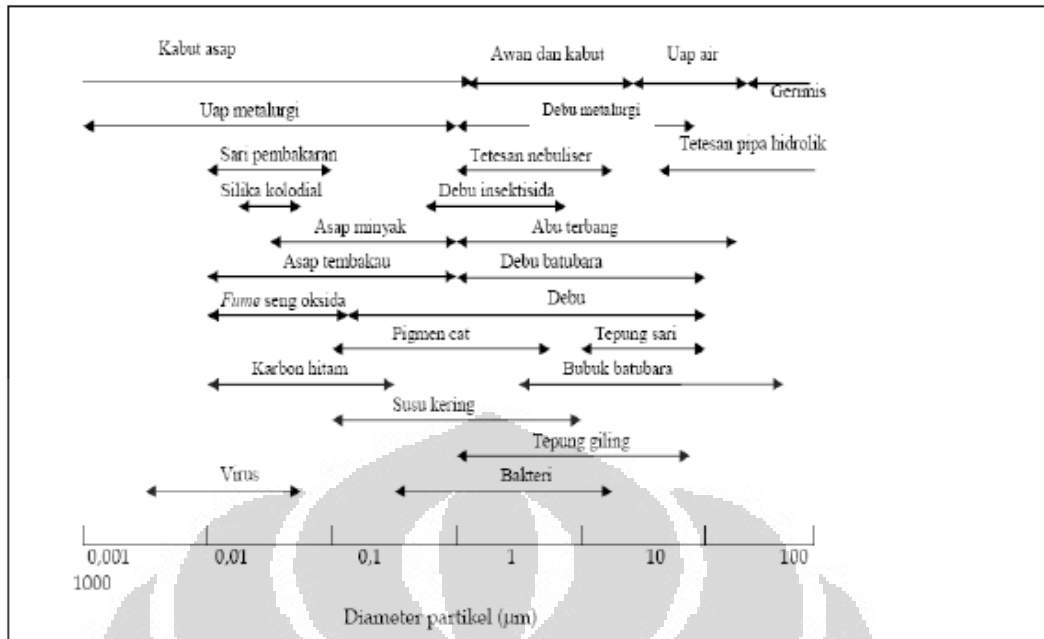 Kabut asap Awan dan kabut Uap air
Gerimis
Uap metalurgi Debu metalurgi
Tetesan pipa hidrolik
Sari pembakaran Tetesan nebuliser
Silika kolodial Debu insektisida
Asap minyak Abu terbang
Asap tembakau Debu batubara
Fume seng oksida Debu
Pigmen cat Tepung sari
Karbon hitam Bubuk batubara
Susu kering
Tepung giling
Virus Bakteri
0,001 0,01 0,1 1 10 100
1000
Diameter partikel (μm)